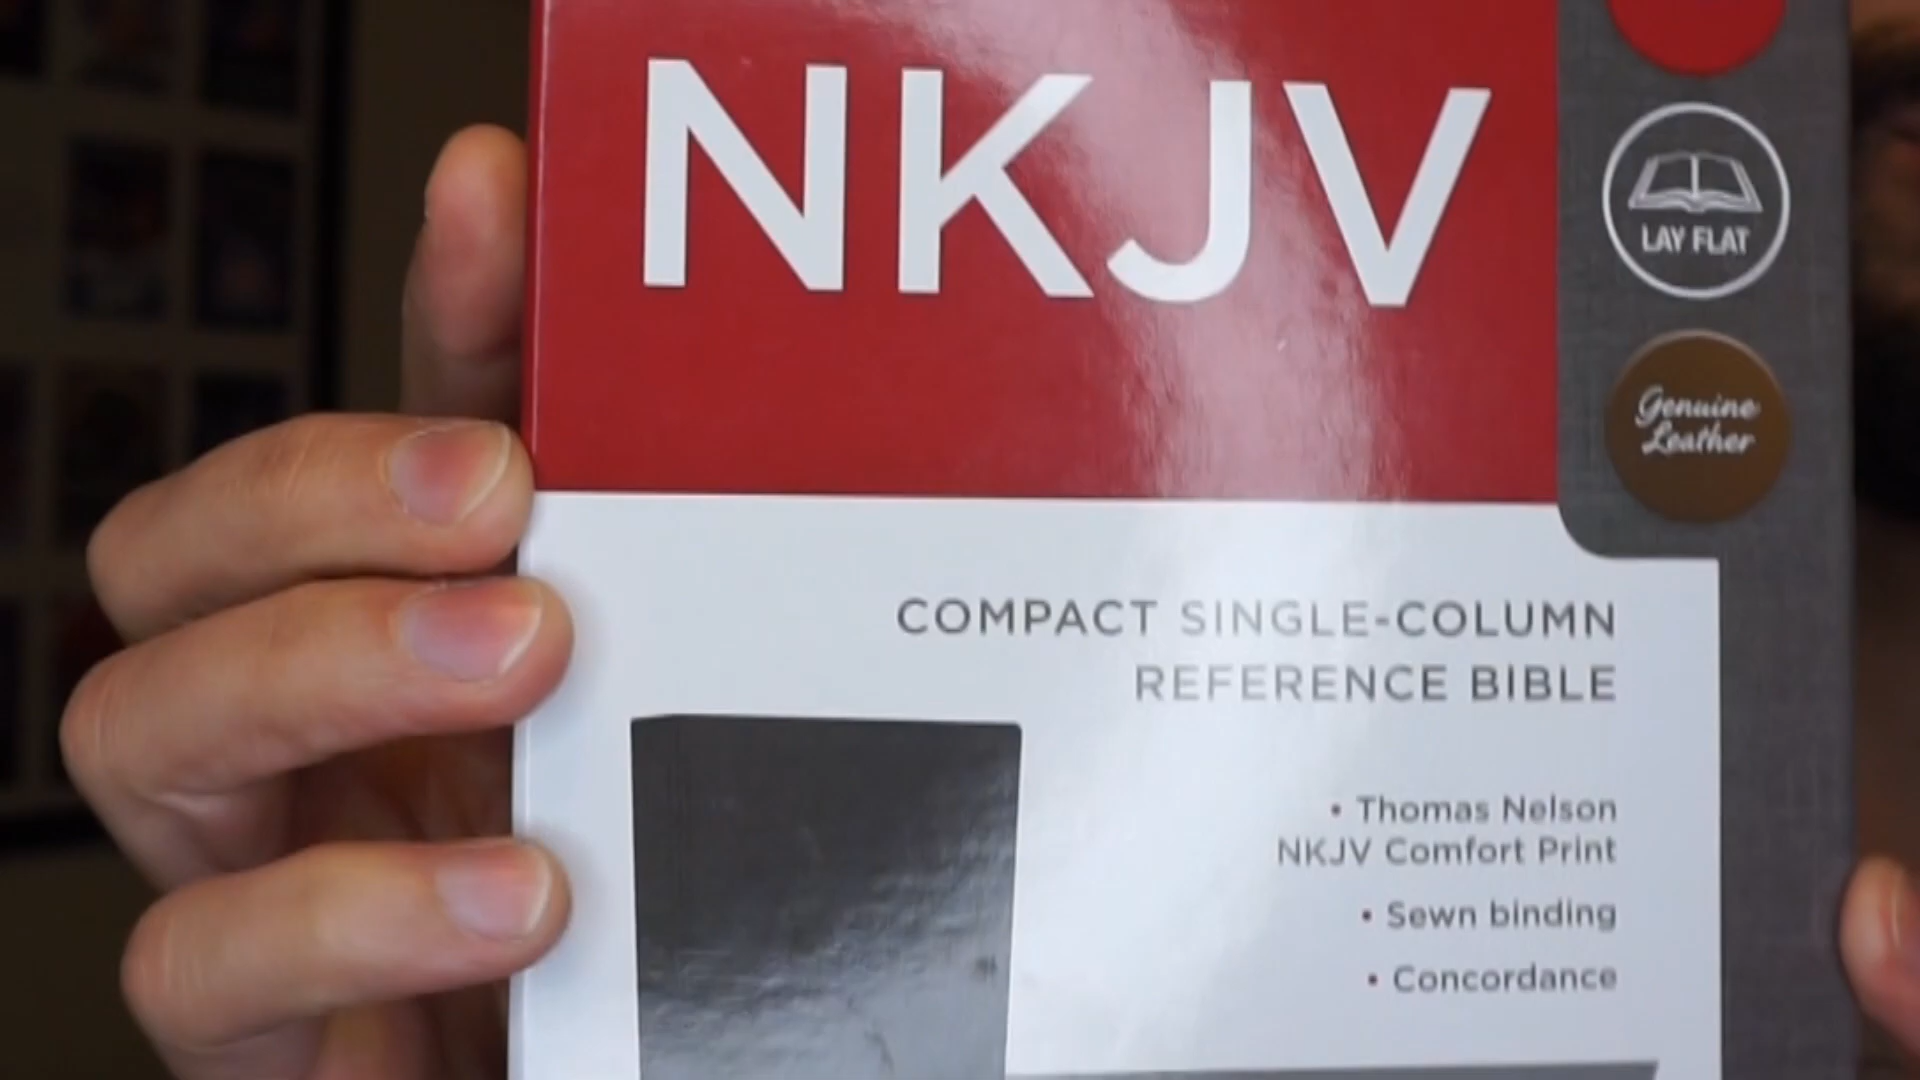 NKJV
LAY FLAT
Genuine
Leather
COMPACT SINGLE-COLUMN
REFERENCE BIBLE
• Thomas Nelson
NKJV Comfort Print
• Sewn binding
• Concordance